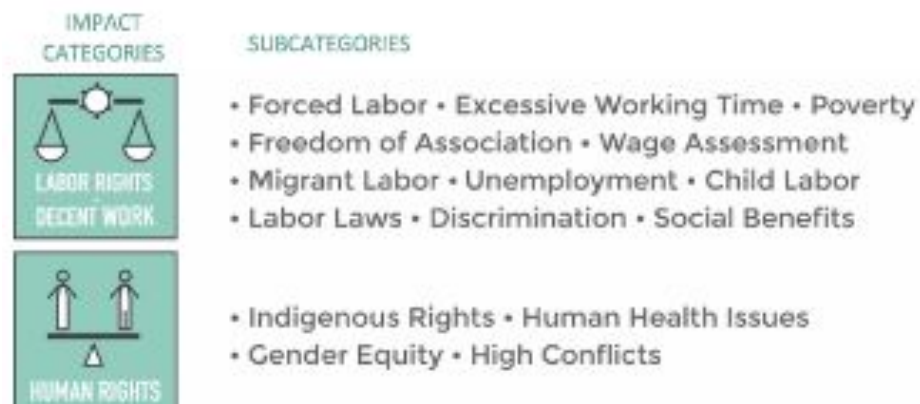 IMPACT
CATEGORIES
SUBCATEGORIES
LABOR RIGHTS
DECENT WORK
• Forced Labor • Excessive Working Time • Poverty
• Freedom of Association • Wage Assessment
• Migrant Labor • Unemployment • Child Labor
• Labor Laws • Discrimination • Social Benefits
HUMAN RIGHTS
• Indigenous Rights • Human Health Issues
• Gender Equity • High Conflicts